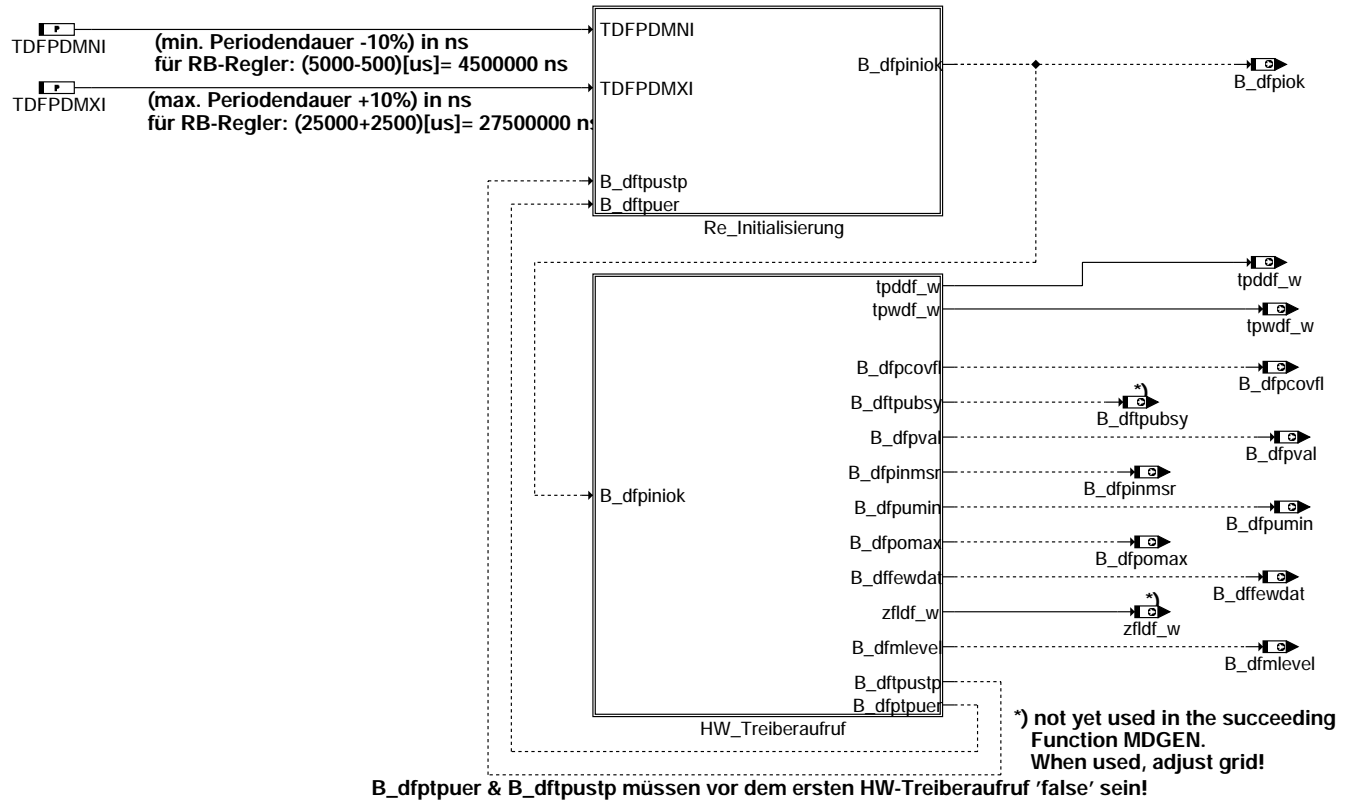 P
TDFPDMNI
(min. Periodendauer -10%) in ns
für RB-Regler: (5000-500)[us]= 4500000 ns
TDFPDMNI
P
TDFPDMXI
(max. Periodendauer +10%) in ns
für RB-Regler: (25000+2500)[us]= 27500000 ns
TDFPDMXI
B_dfpiniok
B_dfpiok
B_dftpustp
B_dftpuer
Re_Initialisierung
tpddf_w
tpddf_w
tpwdf_w
tpwdf_w
B_dfpcovfl
B_dfpcovfl
B_dftpubsy
*)
B_dftpubsy
B_dfpval
B_dfpval
B_dfpinmsr
B_dfpinmsr
B_dfpiniok
B_dfpumin
B_dfpumin
B_dfpomax
B_dfpomax
B_dffewdat
B_dffewdat
zfldf_w
*)
zfldf_w
B_dfmlevel
B_dfmlevel
B_dftpustp
B_dfptpuer
HW_Treiberaufruf
*) not yet used in the succeeding
Function MDGEN.
When used, adjust grid!
B_dfptpuer & B_dftpustp müssen vor dem ersten HW-Treiberaufruf 'false' sein!